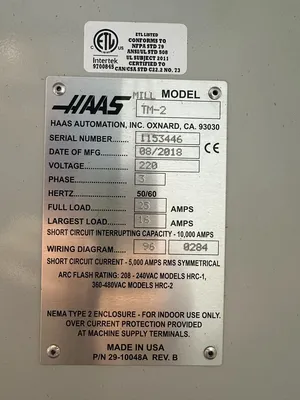 ETL LISTED
CONFORMS TO
NFPA STD 79
ANSI/UL STD 508
UL SUBJECT 2011
CERTIFIED TO
CAN/CSA STD C22.2 NO. 73
ETL
Intertek
9700845
HAAS MILL MODEL
TM-2
HAAS AUTOMATION, INC. OXNARD, CA. 93030
SERIAL NUMBER 1153446
DATE OF MFG. 08/2018
VOLTAGE 220
PHASE 3
HERTZ 50/60
FULL LOAD 25 AMPS
LARGEST LOAD 15 AMPS
SHORT CIRCUIT INTERRUPTING CAPACITY - 10,000 AMPS
WIRING DIAGRAM 96 0284
SHORT CIRCUIT CURRENT - 5,000 AMPS RMS SYMMETRICAL
ARC FLASH RATING: 208 - 240VAC MODELS HRC-1,
360-480VAC MODELS HRC-2
NEMA TYPE 2 ENCLOSURE - FOR INDOOR USE ONLY.
OVER CURRENT PROTECTION PROVIDED
AT MACHINE SUPPLY TERMINALS.
MADE IN USA
P/N 29-10048A REV. B